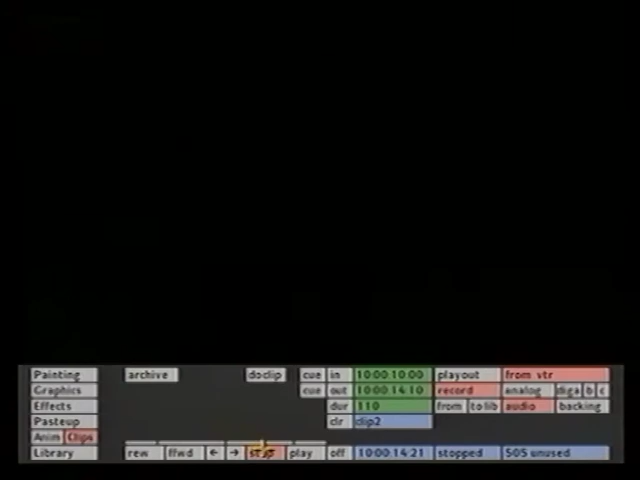 Painting archive doclip cue in 10:00:10:00 playout from vtr
Graphics cue out 10:00:14:10 record analog diga b c
Effects dur 110 from to lib audio backing
Pasteup clr clip2
Anim Clips
Library rew ffwd ← → stop play off 10:00:14:21 stopped 505 unused